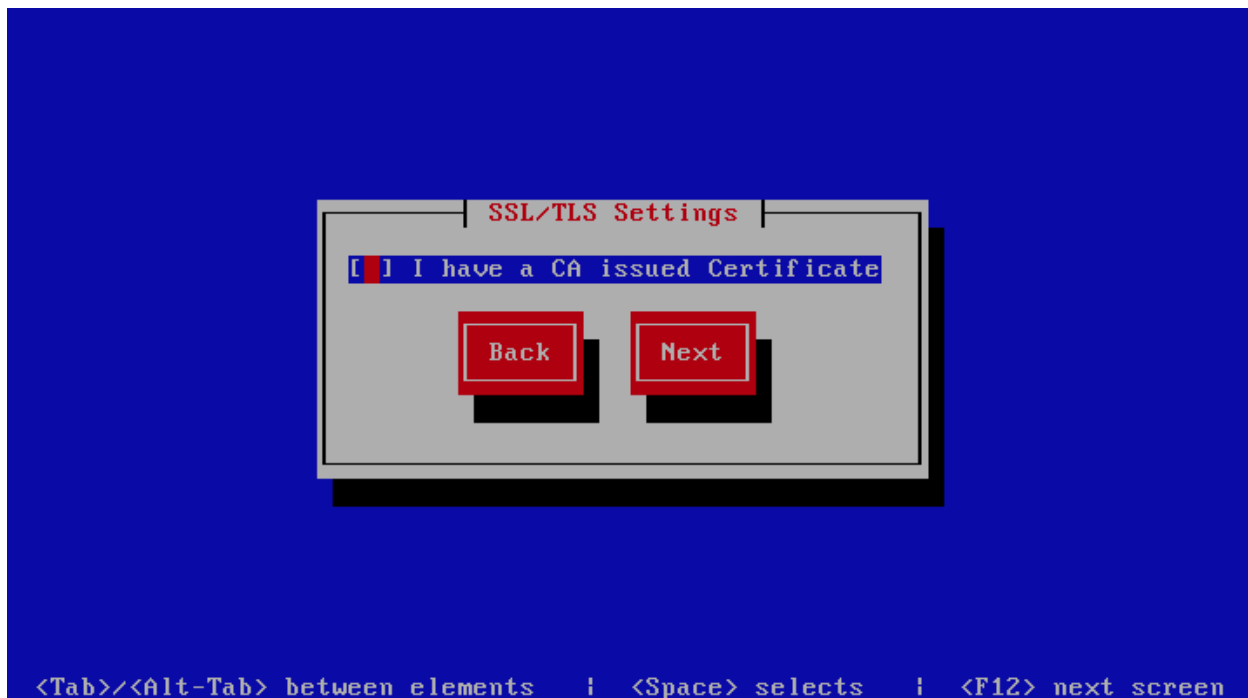 SSL/TLS Settings
[ ] I have a CA issued Certificate
Back Next
<Tab>/<Alt-Tab> between elements | <Space> selects | <F12> next screen